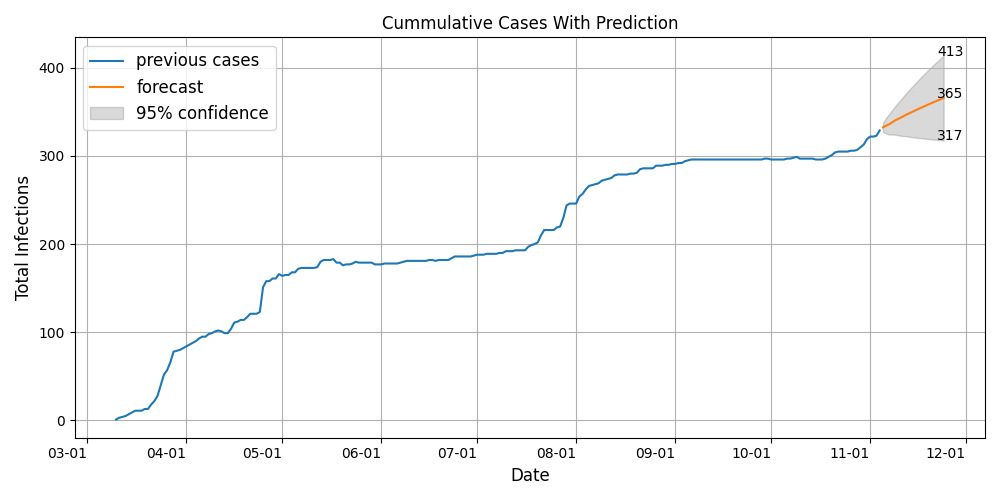 Cummulative Cases With Prediction
previous cases
forecast
95% confidence
413
365
317
400
300
200
100
0
Total Infections
03-01 04-01 05-01 06-01 07-01 08-01 09-01 10-01 11-01 12-01
Date